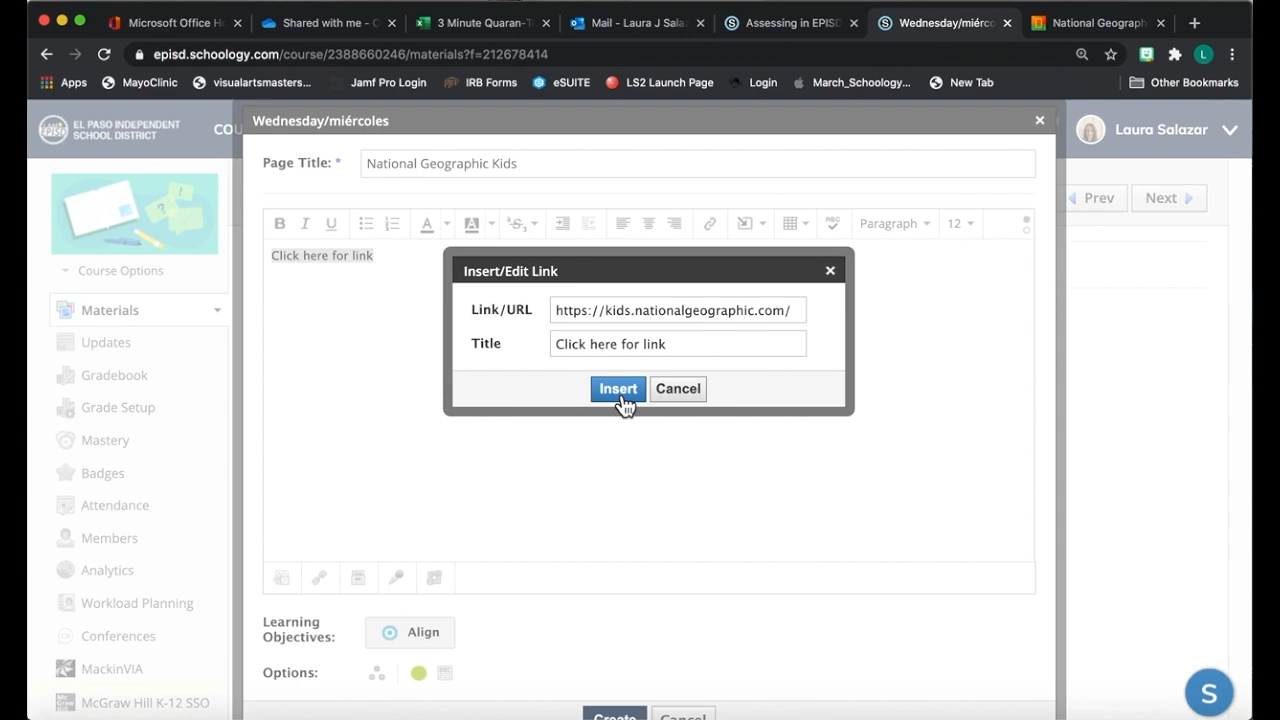 Microsoft Office H
Shared with me - O
3 Minute Quaran-T
Mail - Laura J Sala
Assessing in EPISD
Wednesday/miérco
National Geograph
episd.schoology.com/course/2388660246/materials?f=212678414
Apps
MayoClinic
visualartsmasters...
Jamf Pro Login
IRB Forms
eSUITE
LS2 Launch Page
Login
March_Schoology...
New Tab
Other Bookmarks
EL PASO INDEPENDENT
SCHOOL DISTRICT
COU
Wednesday/miércoles
Laura Salazar
Page Title: *
National Geographic Kids
Prev
Next
B I U
Paragraph
12
Click here for link
Course Options
Materials
Updates
Gradebook
Grade Setup
Mastery
Badges
Attendance
Members
Analytics
Workload Planning
Conferences
MackinVIA
McGraw Hill K-12 SSO
Insert/Edit Link
Link/URL
https://kids.nationalgeographic.com/
Title
Click here for link
Insert
Cancel
Learning
Objectives:
Align
Options:
Create
Cancel
S